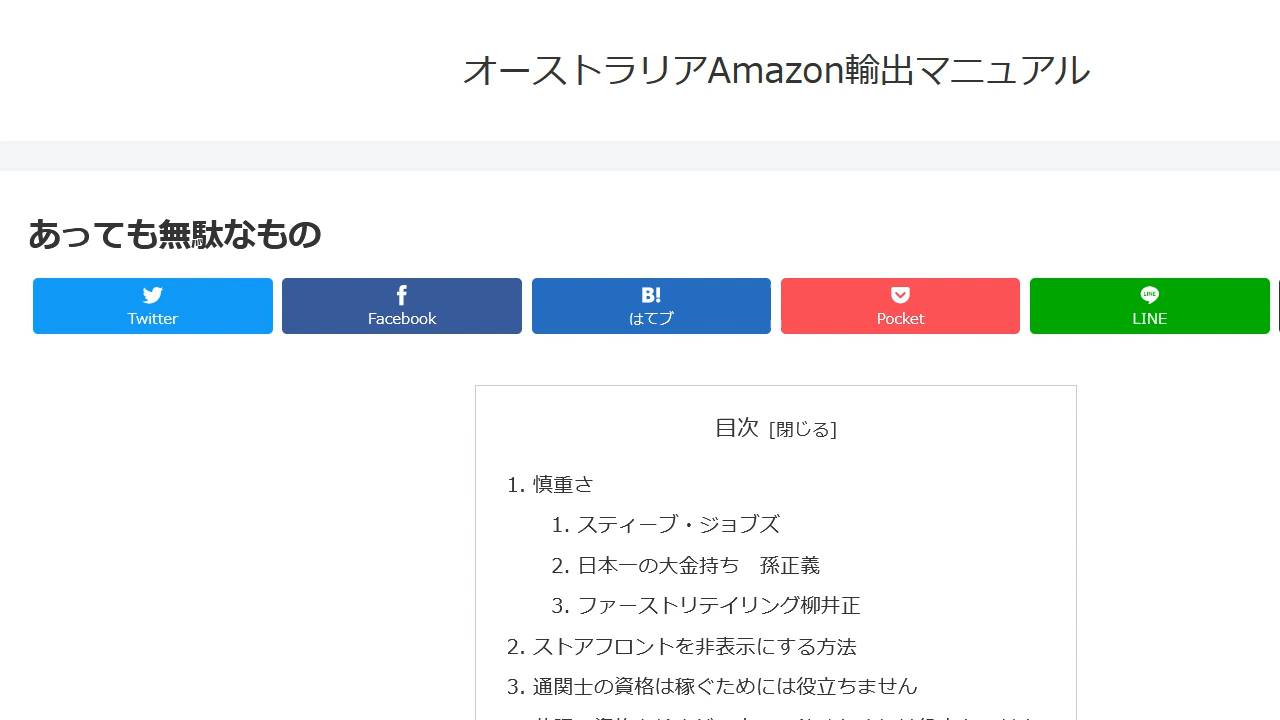 オーストラリアAmazon輸出マニュアル
あっても無駄なもの
Twitter
Facebook
B!
はてブ
Pocket
LINE
LINE
目次 [閉じる]
1. 慎重さ
1. スティーブ・ジョブズ
2. 日本一の大金持ち　孫正義
3. ファーストリテイリング柳井正
2. ストアフロントを非表示にする方法
3. 通関士の資格は稼ぐためには役立ちません